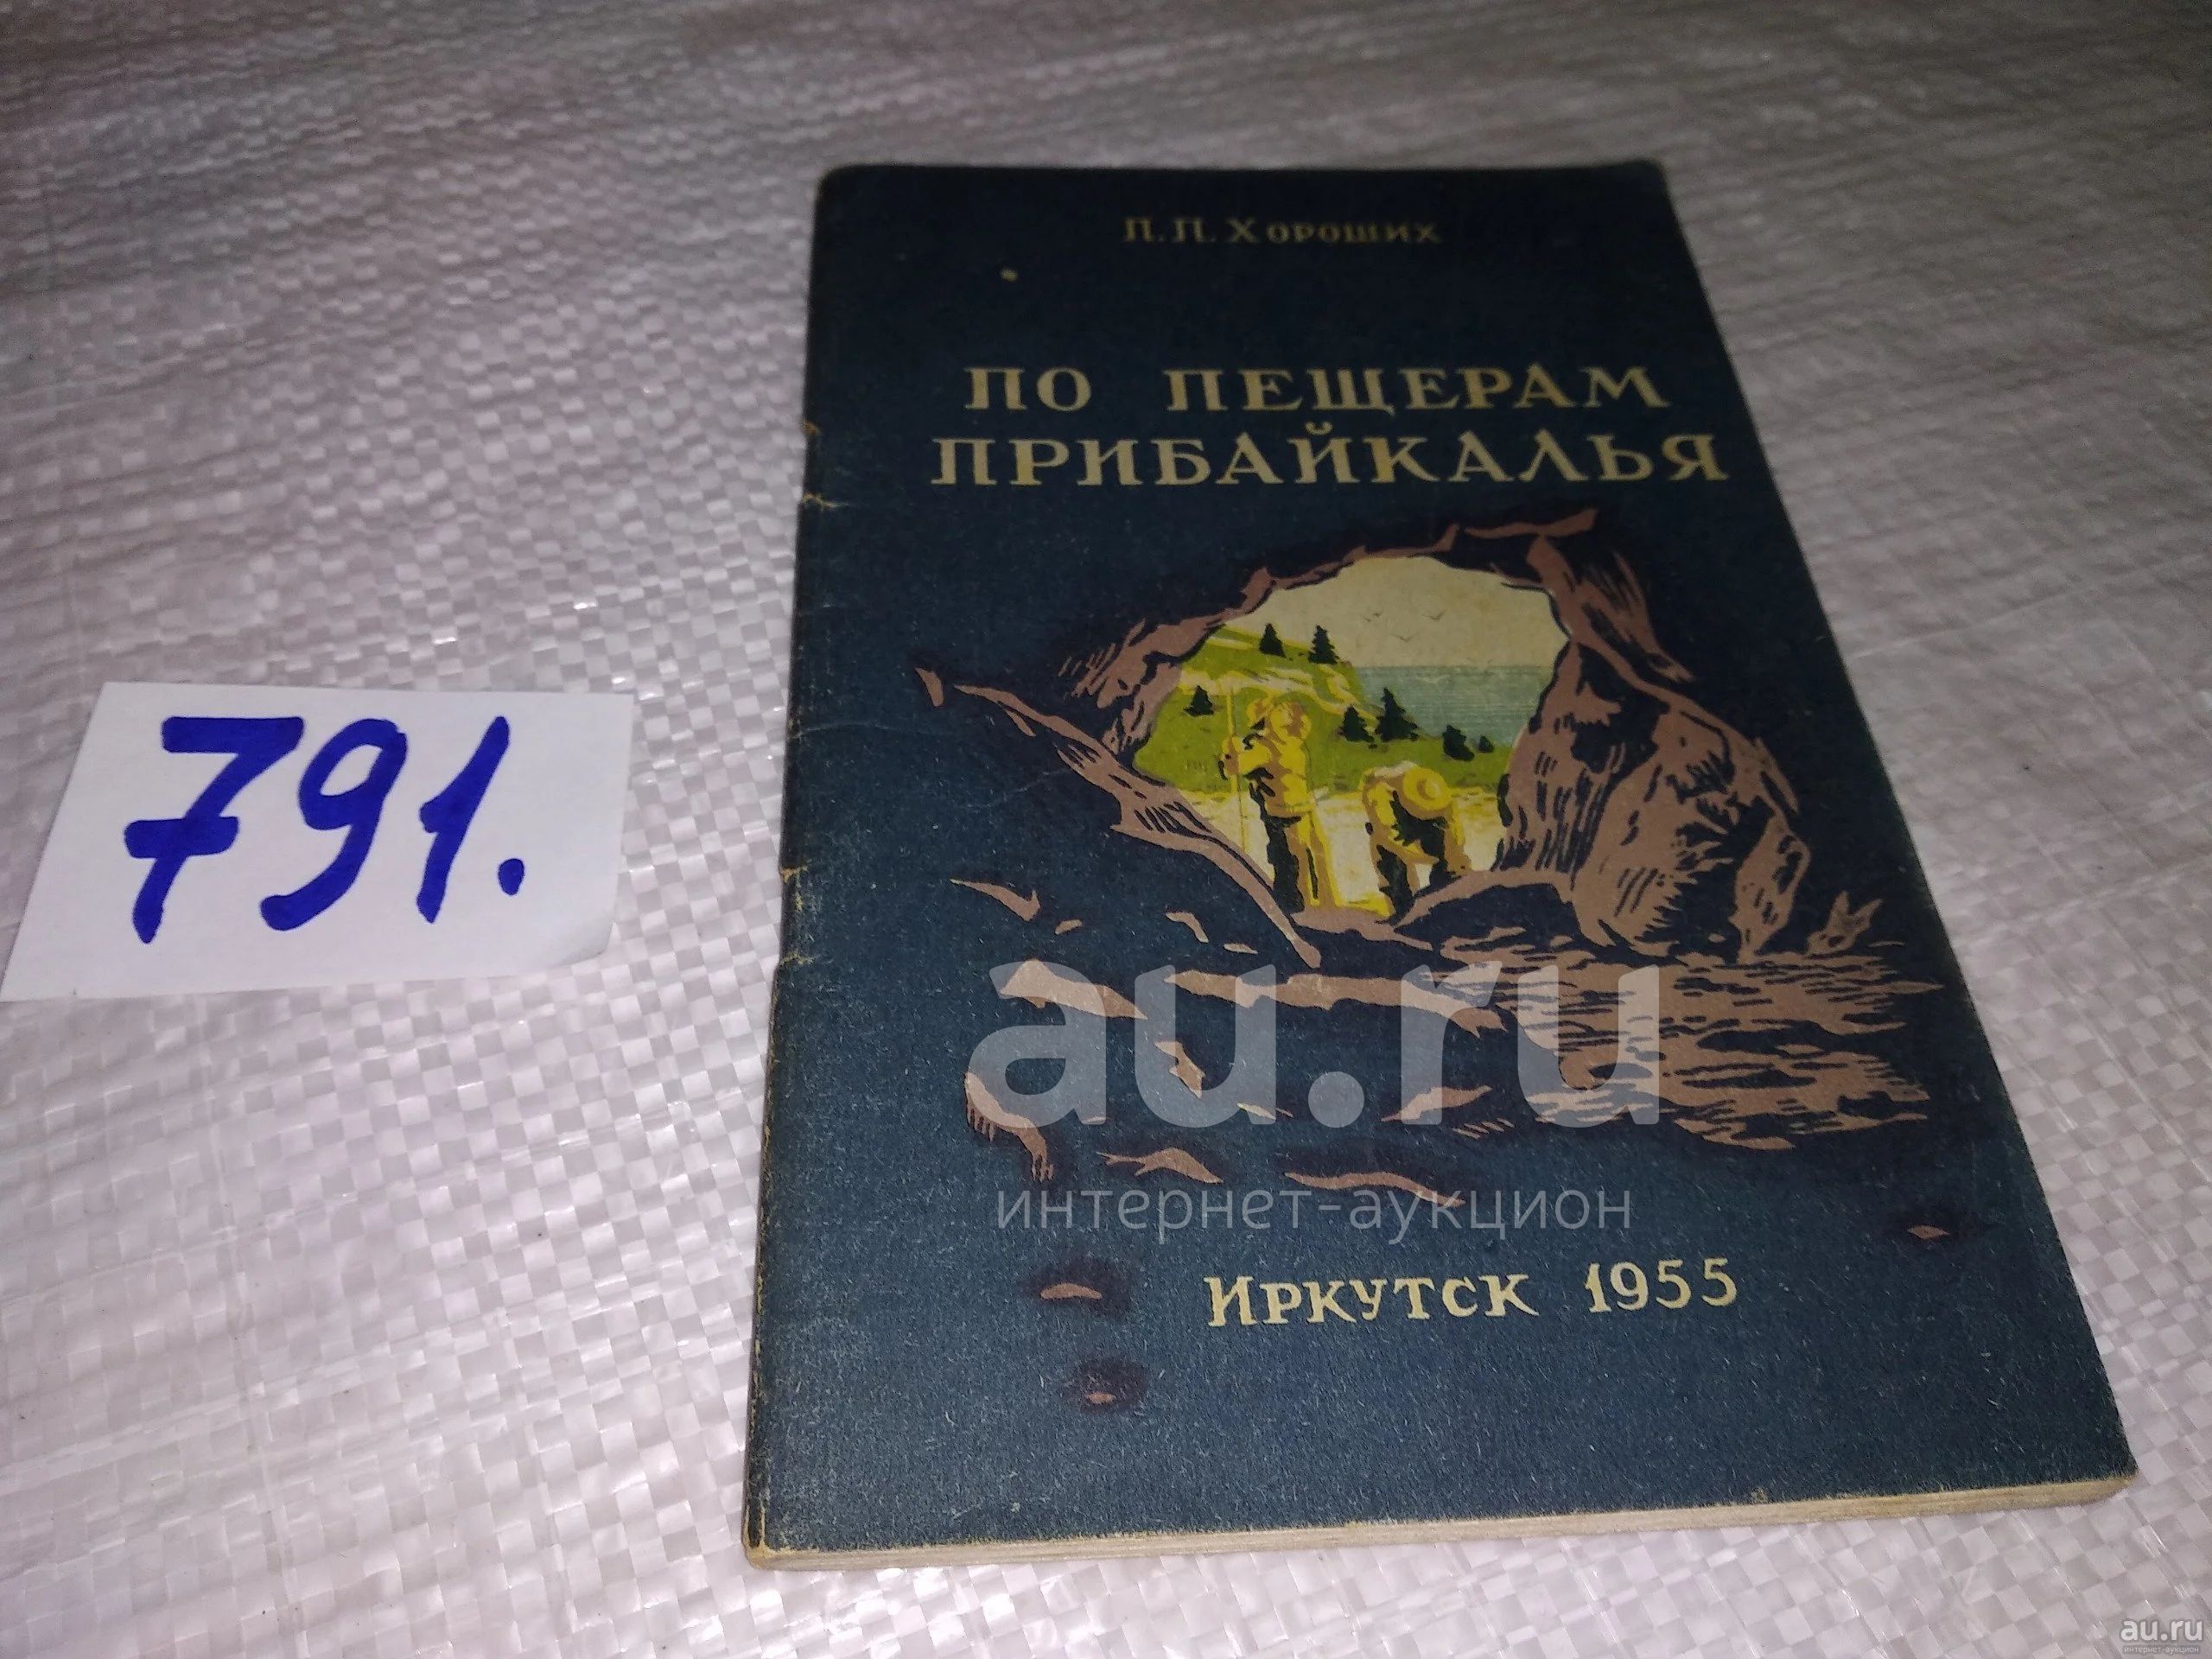 П.П. Хороших
ПО ПЕЩЕРАМ
ПРИБАЙКАЛЬЯ
791.
au.ru
интернет-аукцион
Иркутск 1955
au.ru
интернет-аукцион